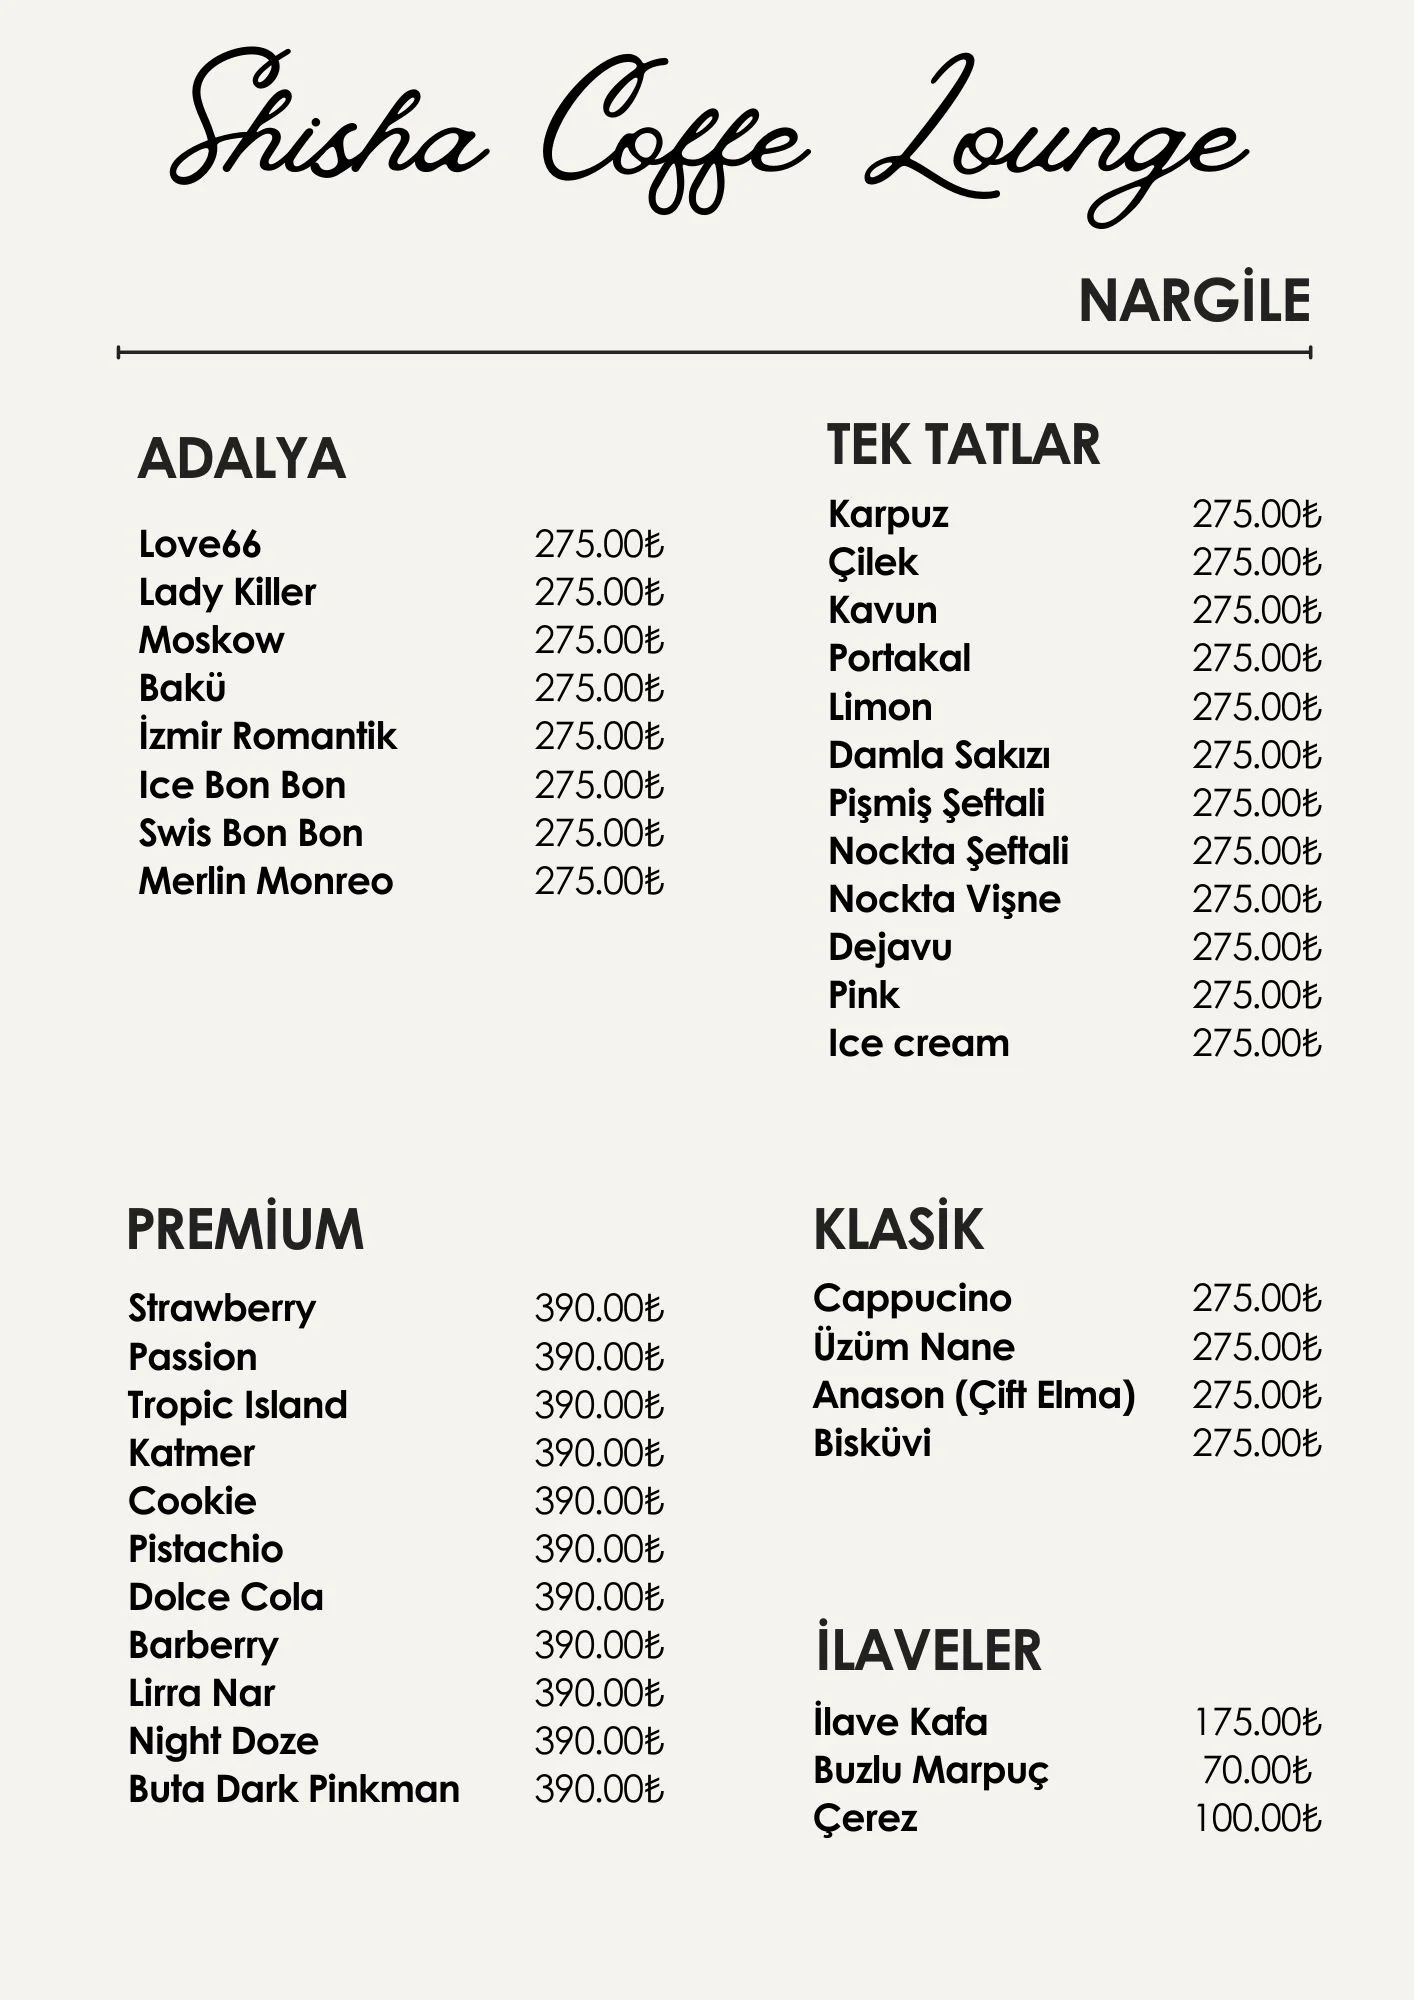 Shisha Coffe Lounge
NARGİLE
ADALYA
Love66 275.00₺
Lady Killer 275.00₺
Moskow 275.00₺
Bakü 275.00₺
İzmir Romantik 275.00₺
Ice Bon Bon 275.00₺
Swis Bon Bon 275.00₺
Merlin Monreo 275.00₺
TEK TATLAR
Karpuz 275.00₺
Çilek 275.00₺
Kavun 275.00₺
Portakal 275.00₺
Limon 275.00₺
Damla Sakızı 275.00₺
Pişmiş Şeftali 275.00₺
Nockta Şeftali 275.00₺
Nockta Vişne 275.00₺
Dejavu 275.00₺
Pink 275.00₺
Ice cream 275.00₺
PREMİUM
Strawberry 390.00₺
Passion 390.00₺
Tropic Island 390.00₺
Katmer 390.00₺
Cookie 390.00₺
Pistachio 390.00₺
Dolce Cola 390.00₺
Barberry 390.00₺
Lirra Nar 390.00₺
Night Doze 390.00₺
Buta Dark Pinkman 390.00₺
KLASİK
Cappucino 275.00₺
Üzüm Nane 275.00₺
Anason (Çift Elma) 275.00₺
Bisküvi 275.00₺
İLAVELER
İlave Kafa 175.00₺
Buzlu Marpuç 70.00₺
Çerez 100.00₺